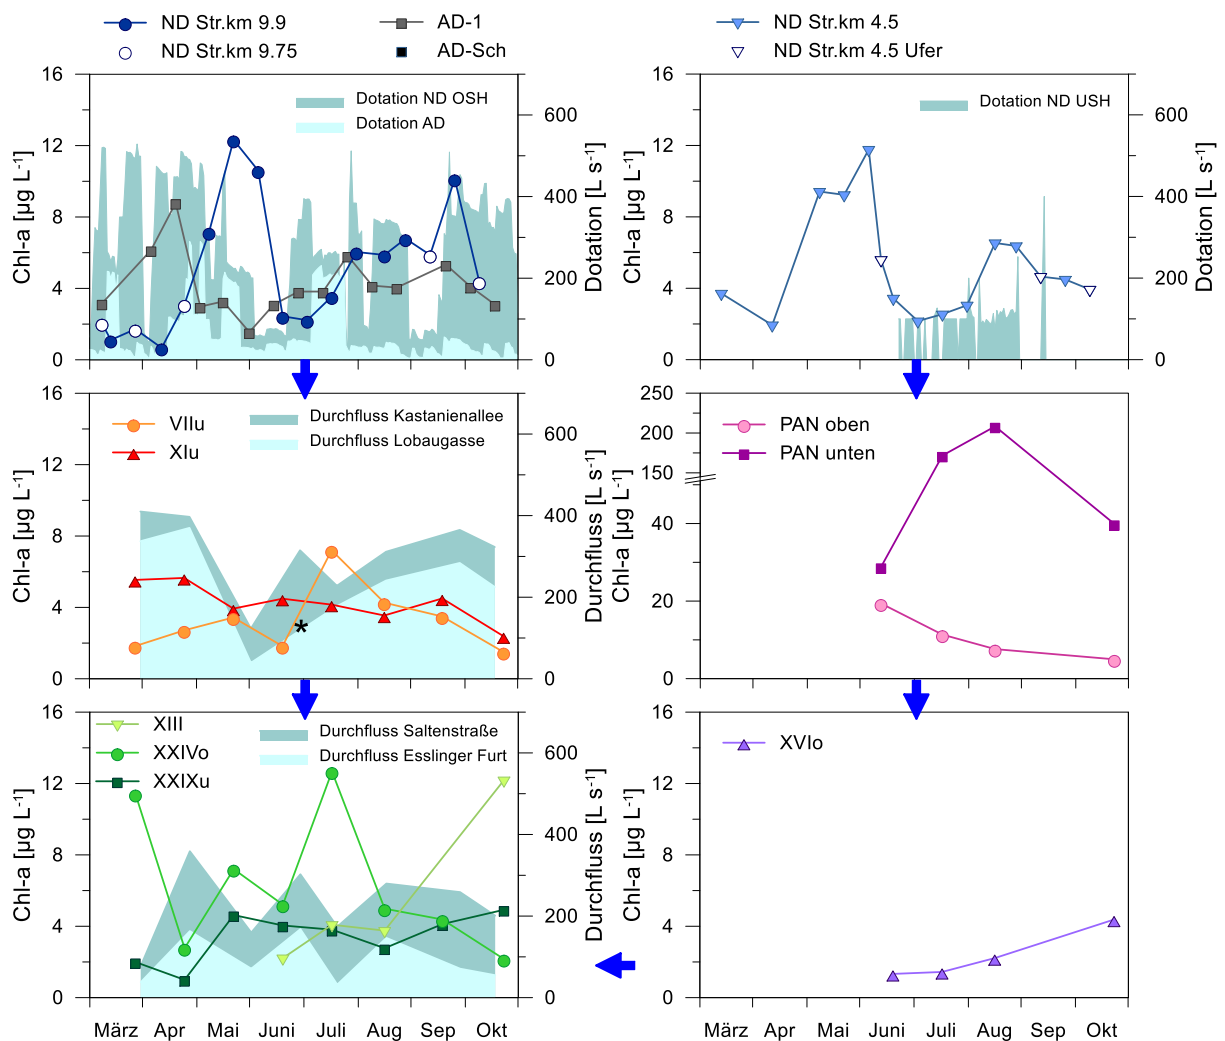 ND Str.km 9.9
AD-1
ND Str.km 9.75
AD-Sch
ND Str.km 4.5
ND Str.km 4.5 Ufer
Chl-a [µg L-1]
16
12
8
4
0
Dotation ND OSH
Dotation AD
600
400
200
0
Dotation [L s-1]
Chl-a [µg L-1]
16
12
8
4
0
Dotation ND USH
600
400
200
0
Dotation [L s-1]
Chl-a [µg L-1]
16
12
8
4
0
VIIu
XIu
Durchfluss Kastanienallee
Durchfluss Lobaugasse
*
600
400
200
0
Durchfluss [L s-1]
Chl-a [µg L-1]
250
200
150
40
20
0
PAN oben
PAN unten
Chl-a [µg L-1]
16
12
8
4
0
XIII
XXIVo
XXIXu
Durchfluss Saltenstraße
Durchfluss Esslinger Furt
600
400
200
0
Durchfluss [L s-1]
März Apr Mai Juni Juli Aug Sep Okt
Chl-a [µg L-1]
16
12
8
4
0
XVIo
März Apr Mai Juni Juli Aug Sep Okt